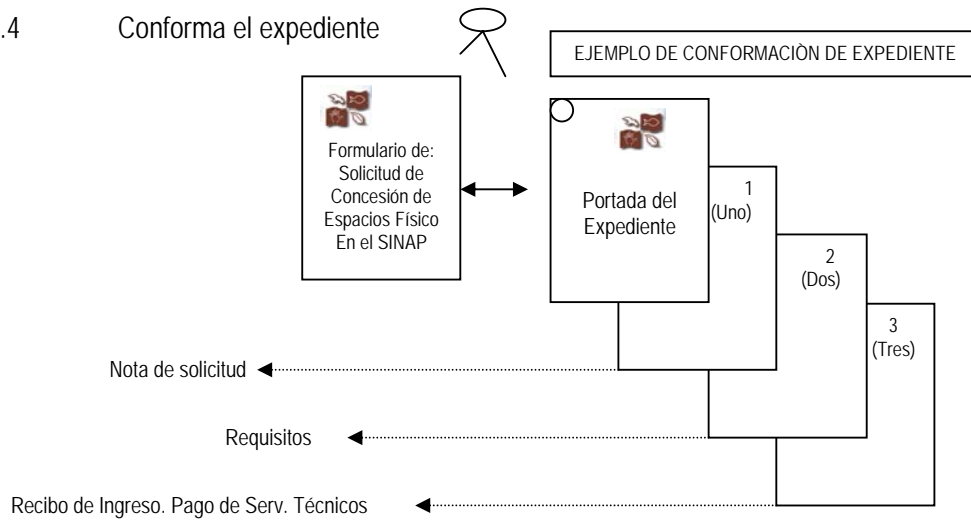 .4 Conforma el expediente
EJEMPLO DE CONFORMACIÒN DE EXPEDIENTE
Formulario de:
Solicitud de
Concesión de
Espacios Físico
En el SINAP
Portada del
Expediente
1
(Uno)
2
(Dos)
3
(Tres)
Nota de solicitud
Requisitos
Recibo de Ingreso. Pago de Serv. Técnicos